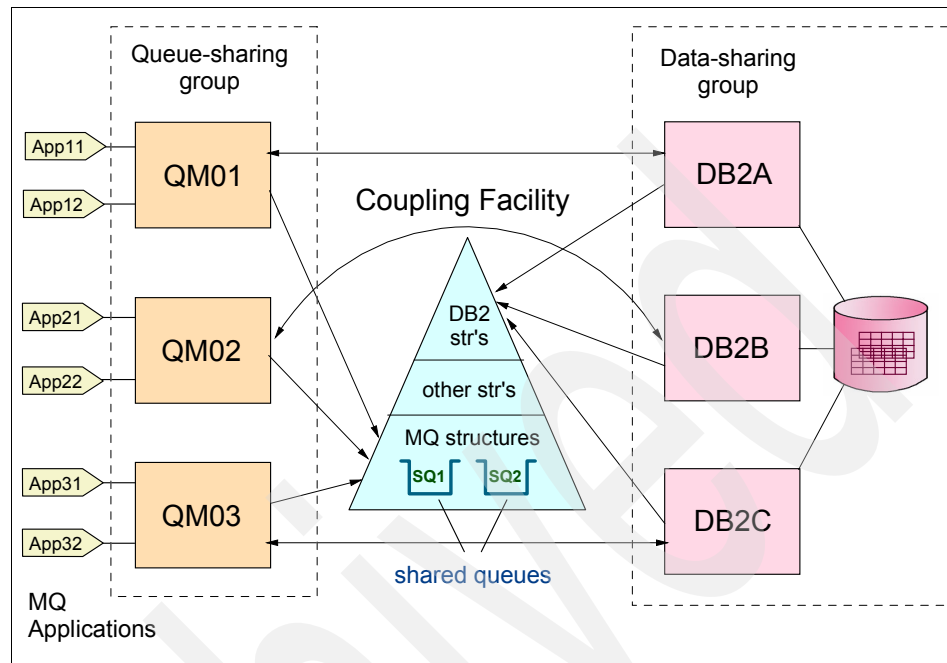 Queue-sharing
group
Data-sharing
group
App11
App12
QM01
DB2A
Coupling Facility
App21
App22
QM02
DB2
str's
DB2B
other str's
MQ structures
SQ1
SQ2
App31
App32
QM03
DB2C
shared queues
MQ
Applications